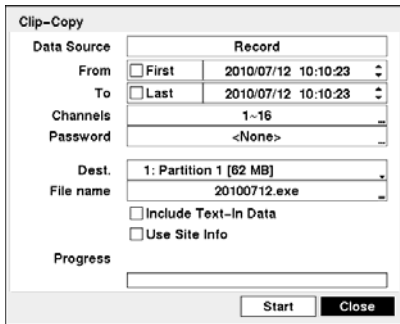 Clip-Copy
Data Source Record
From First 2010/07/12 10:10:23
To Last 2010/07/12 10:10:23
Channels 1~16 ...
Password <None> ...
Dest. 1: Partition 1 [62 MB]
File name 20100712.exe ...
Include Text-In Data
Use Site Info
Progress
Start Close